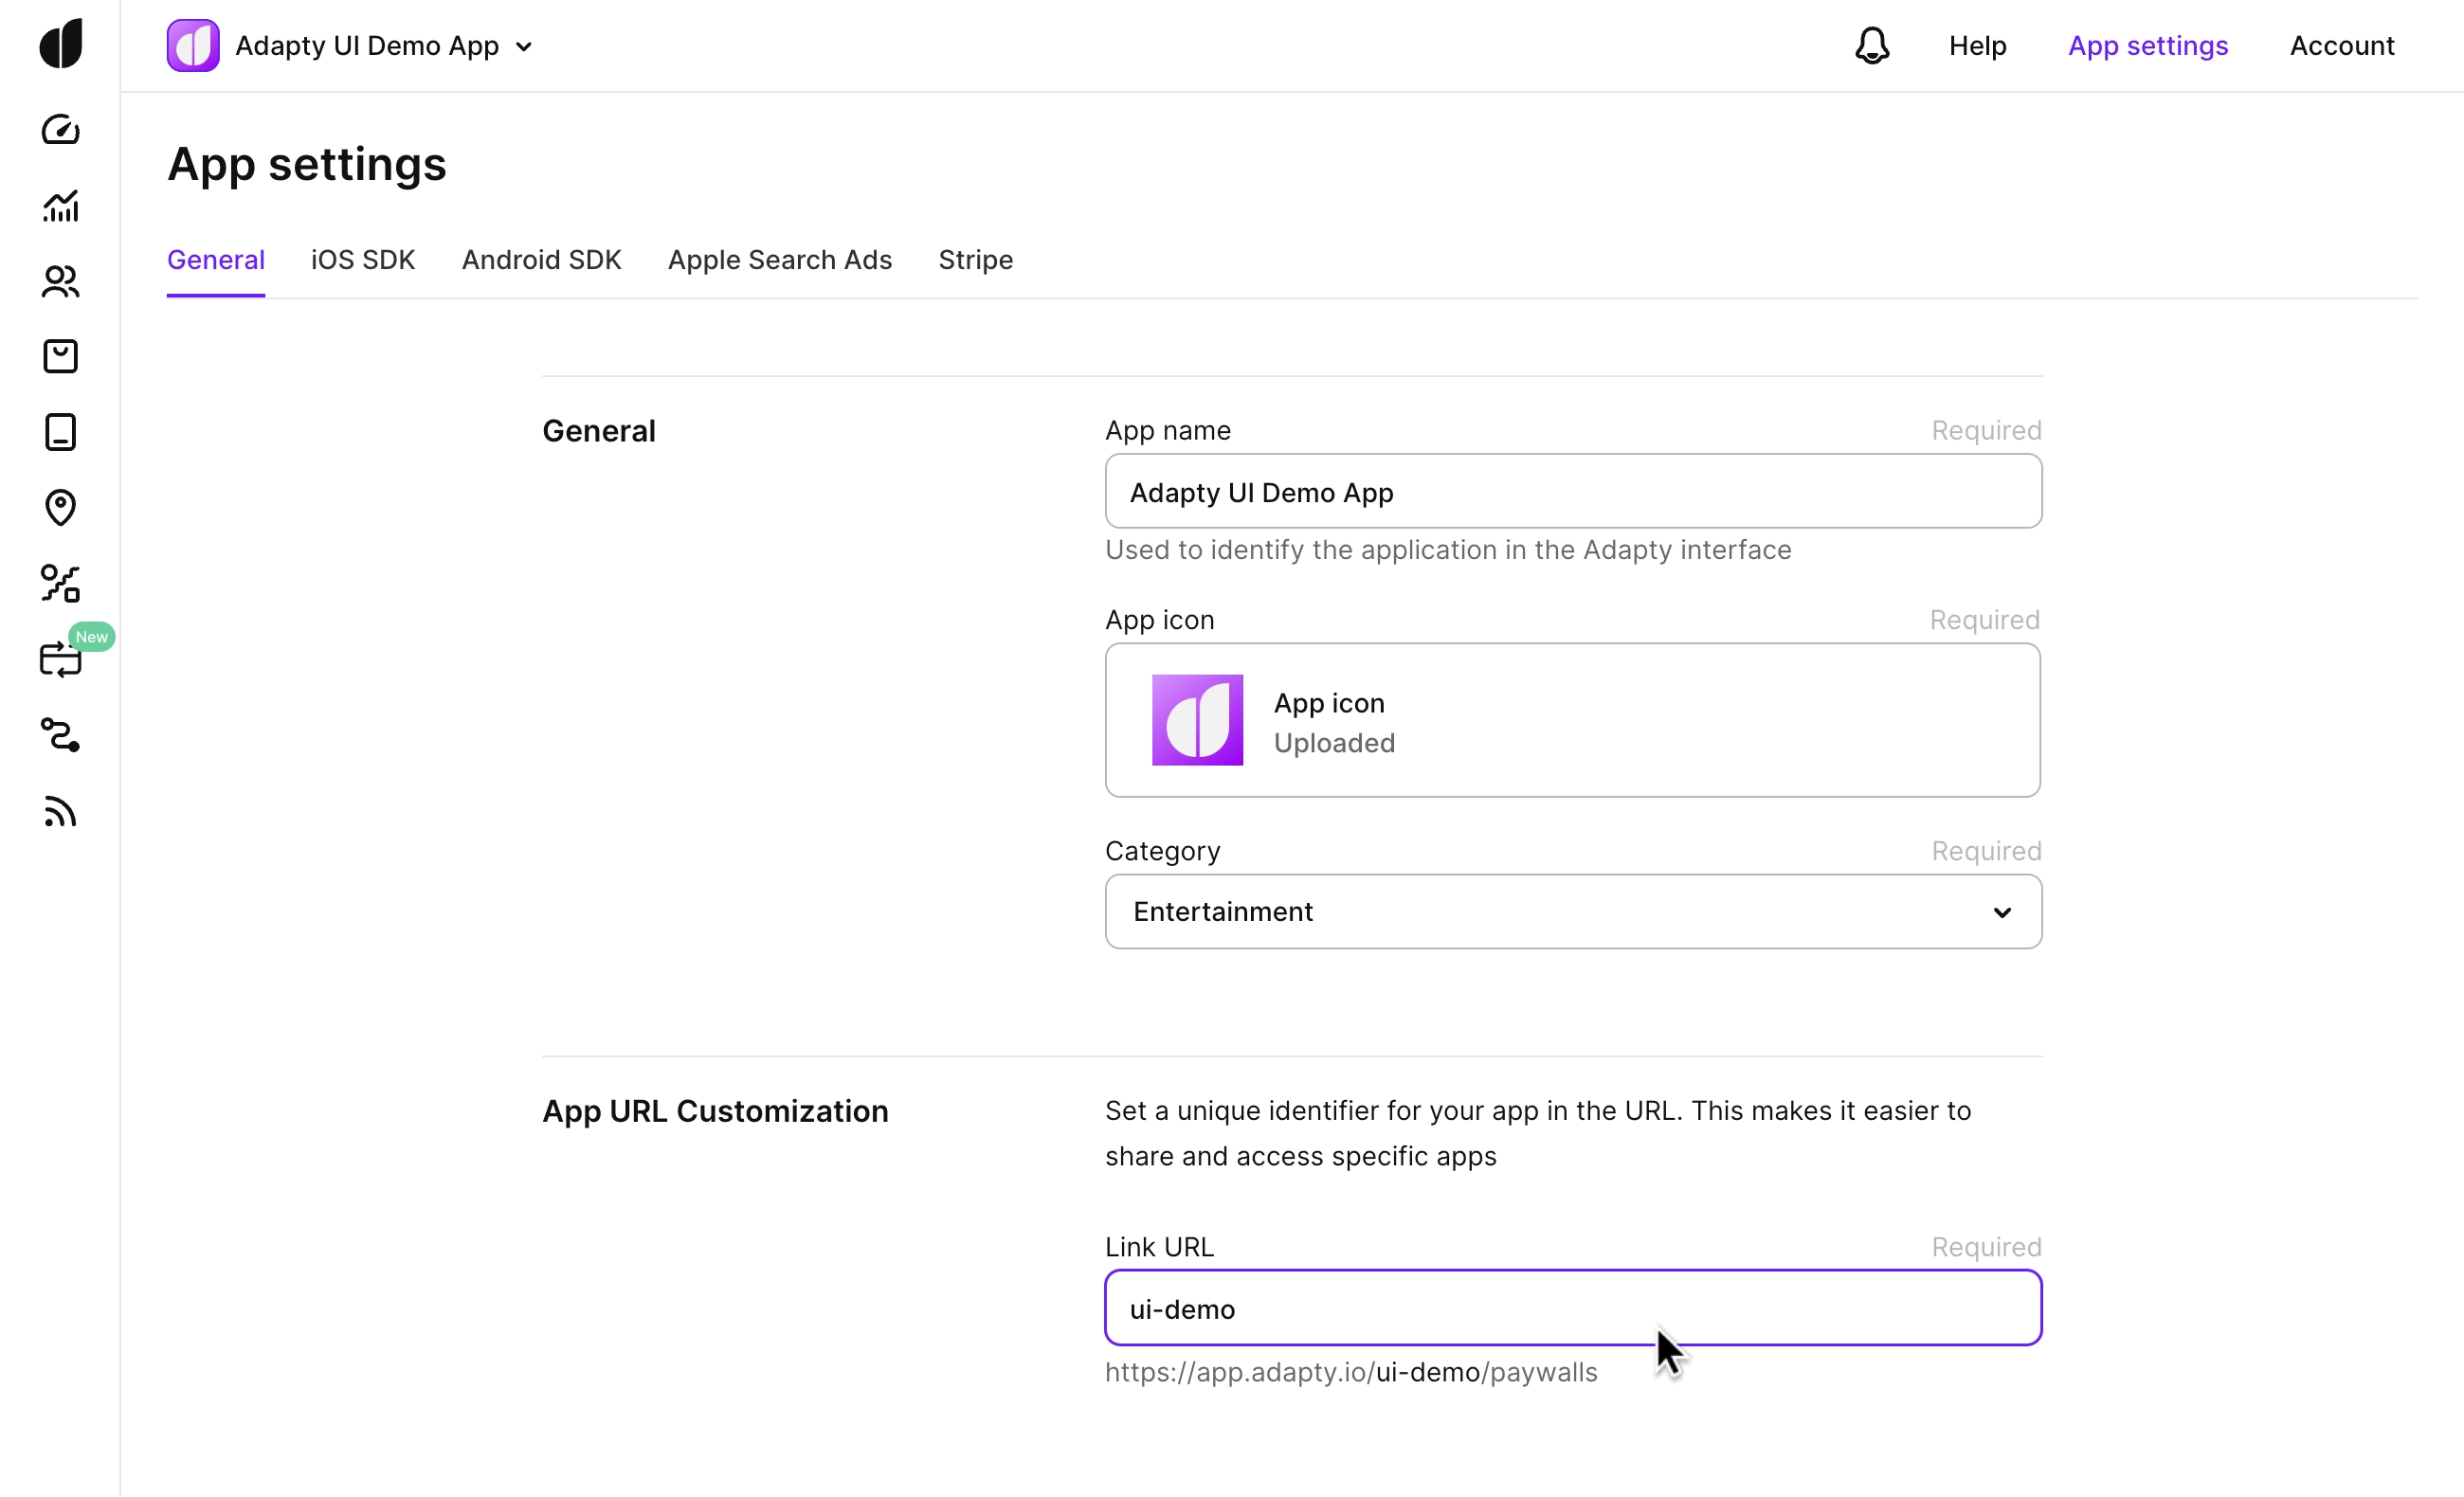 Adapty UI Demo App
Help
App settings
Account
App settings
General
iOS SDK
Android SDK
Apple Search Ads
Stripe
New
General
App name
Required
Adapty UI Demo App
Used to identify the application in the Adapty interface
App icon
Required
App icon
Uploaded
Category
Required
Entertainment
App URL Customization
Set a unique identifier for your app in the URL. This makes it easier to
share and access specific apps
Link URL
Required
ui-demo
https://app.adapty.io/ui-demo/paywalls